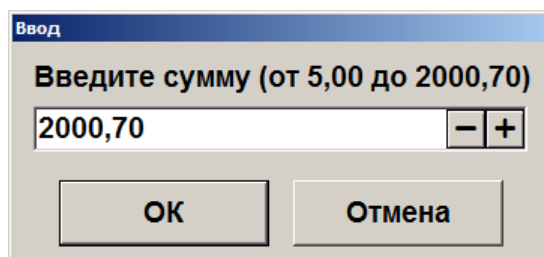 Ввод
Введите сумму (от 5,00 до 2000,70)
2000,70 − +
ОК Отмена